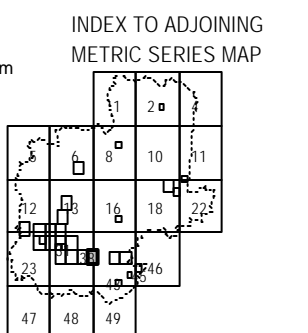 INDEX TO ADJOINING
METRIC SERIES MAP
m
1 2 4
5 6 8 10 11
12 13 16 18 22
23 46
47 48 49